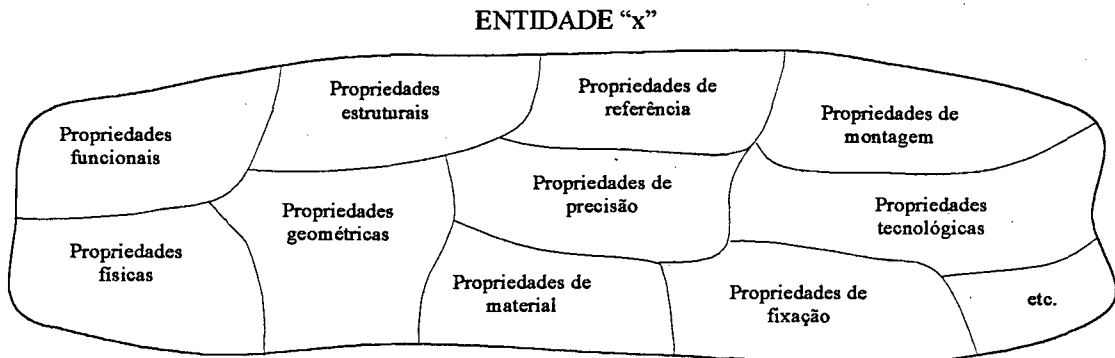 ENTIDADE “x”
Propriedades
funcionais
Propriedades
estruturais
Propriedades de
referência
Propriedades de
montagem
Propriedades
físicas
Propriedades
geométricas
Propriedades de
precisão
Propriedades
tecnológicas
Propriedades de
material
Propriedades de
fixação
etc.